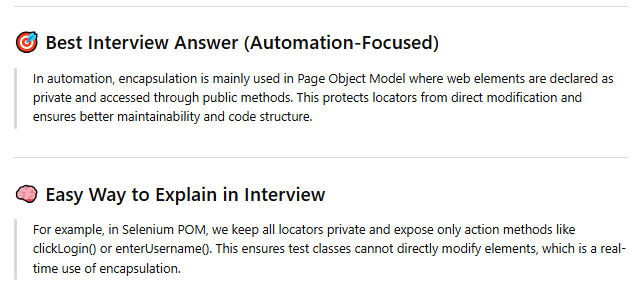 🎯 Best Interview Answer (Automation-Focused)
In automation, encapsulation is mainly used in Page Object Model where web elements are declared as
private and accessed through public methods. This protects locators from direct modification and
ensures better maintainability and code structure.
🧠 Easy Way to Explain in Interview
For example, in Selenium POM, we keep all locators private and expose only action methods like
clickLogin() or enterUsername(). This ensures test classes cannot directly modify elements, which is a real-
time use of encapsulation.